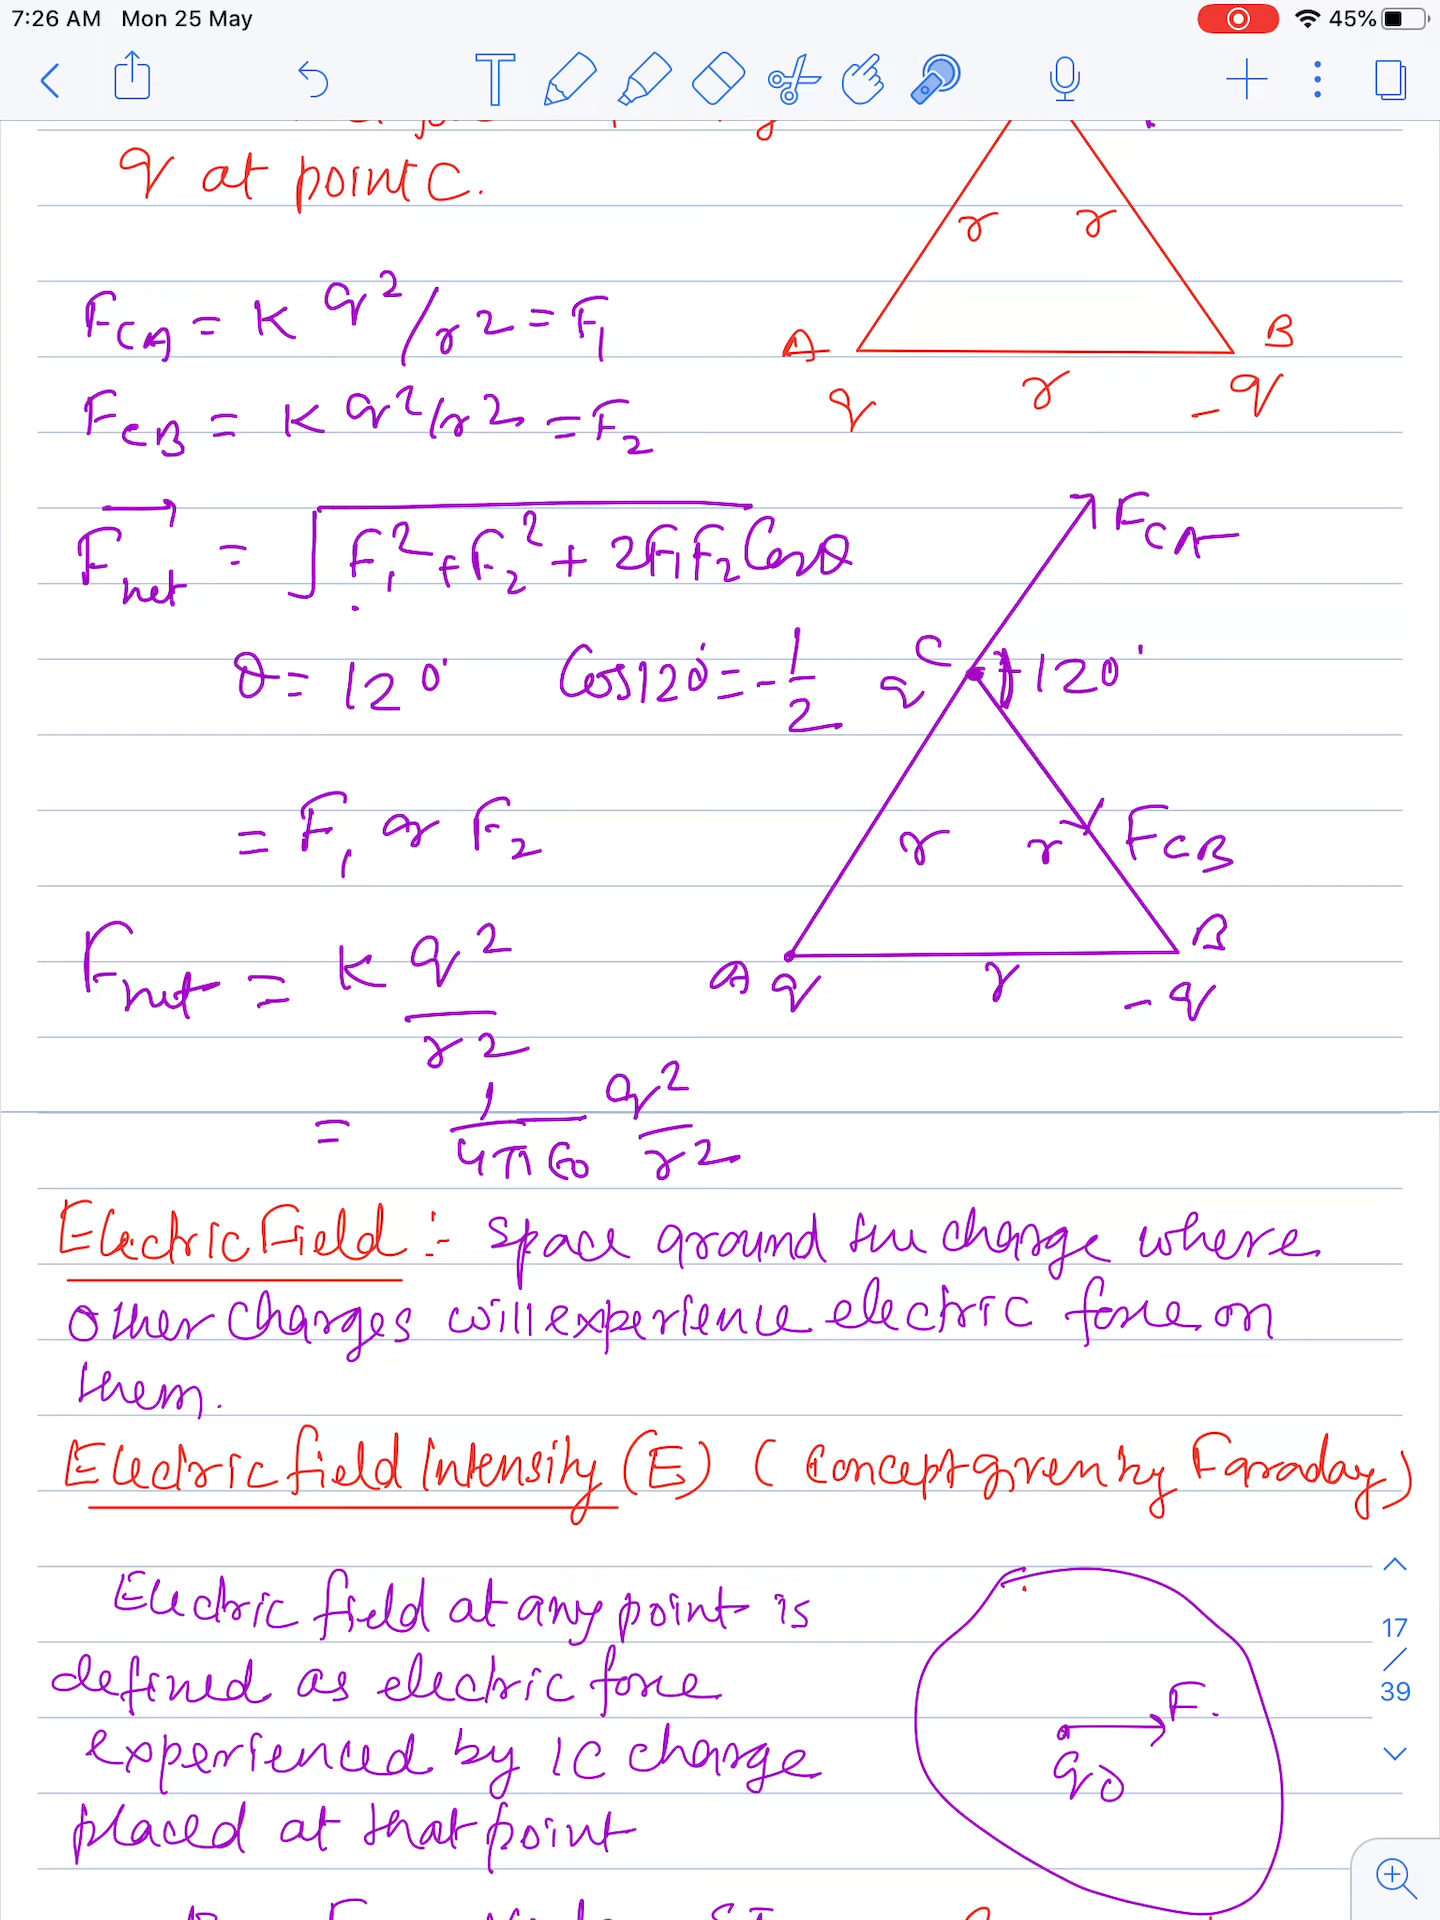 7:26 AM Mon 25 May
45%
T
q at point C.
r r
F_CA = K q²/r² = F₁
A B
q r -q
F_CB = K q²/r² = F₂
F_net = √F₁² + F₂² + 2F₁F₂ Cosθ
F_CA
θ = 120° Cos120° = -1/2
C
q 120°
= F₁ or F₂
r r F_CB
F_net = K q²/r²
A q r B -q
= 1/4π∈₀ q²/r²
Electric Field :- Space around the charge where
other charges will experience electric force on
them.
Electric field Intensity (E) (Concept given by Faraday)
Electric field at any point is
defined as electric force
experienced by 1C charge
placed at that point
F
q₀
17
/
39